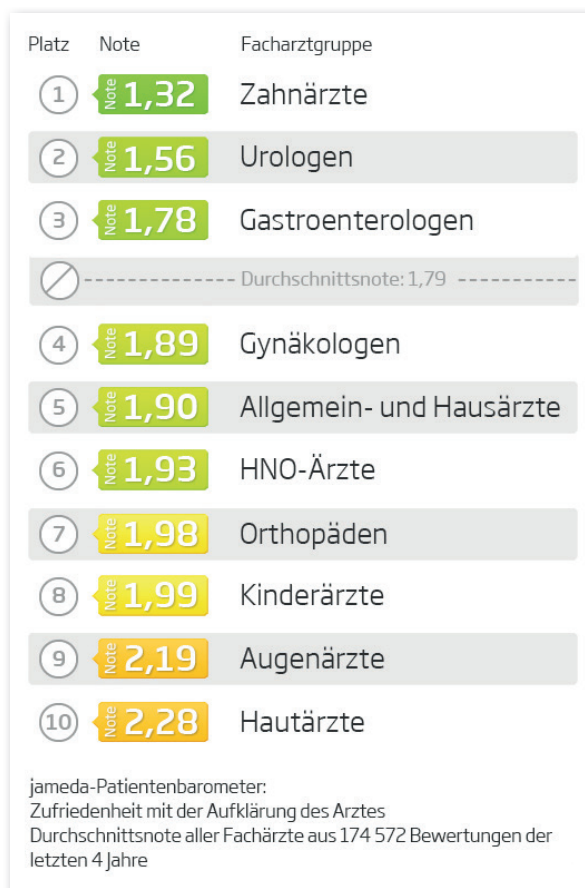 Platz Note Facharztgruppe
1 Note 1,32 Zahnärzte
2 Note 1,56 Urologen
3 Note 1,78 Gastroenterologen
Durchschnittsnote: 1,79
4 Note 1,89 Gynäkologen
5 Note 1,90 Allgemein- und Hausärzte
6 Note 1,93 HNO-Ärzte
7 Note 1,98 Orthopäden
8 Note 1,99 Kinderärzte
9 Note 2,19 Augenärzte
10 Note 2,28 Hautärzte
jameda-Patientenbarometer:
Zufriedenheit mit der Aufklärung des Arztes
Durchschnittsnote aller Fachärzte aus 174 572 Bewertungen der
letzten 4 Jahre